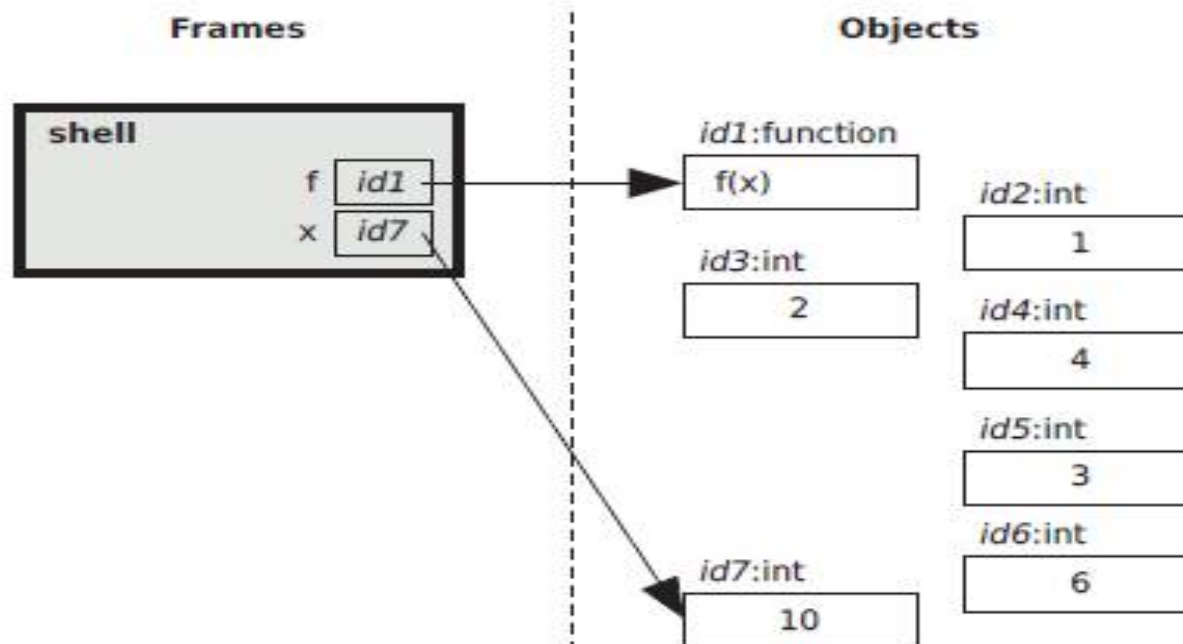 Frames
Objects
shell
f id1
x id7
id1:function
f(x)
id2:int
1
id3:int
2
id4:int
4
id5:int
3
id6:int
6
id7:int
10